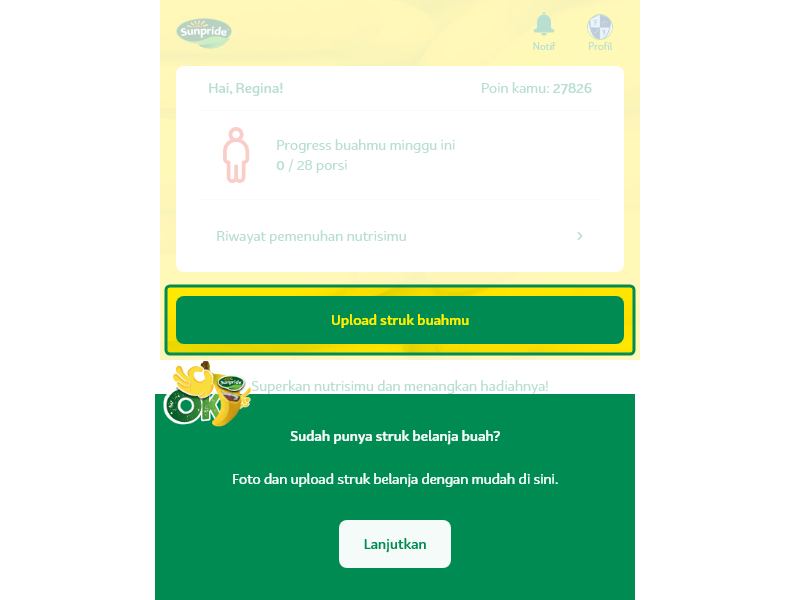 Sunpride
Notif
Profil
Hai, Regina!
Poin kamu: 27826
Progress buahmu minggu ini
0 / 28 porsi
Riwayat pemenuhan nutrisimu
Upload struk buahmu
Sunpride
OK
Superkan nutrisimu dan menangkan hadiahnya!
Sudah punya struk belanja buah?
Foto dan upload struk belanja dengan mudah di sini.
Lanjutkan